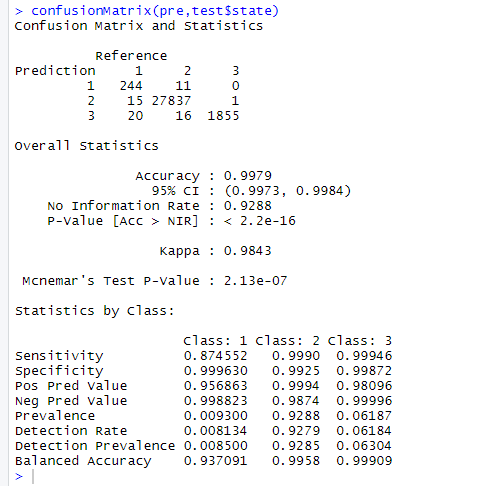 > confusionMatrix(pre,test$state)
Confusion Matrix and Statistics

          Reference
Prediction     1     2     3
         1   244    11     0
         2    15 27837     1
         3    20    16  1855

Overall Statistics

               Accuracy : 0.9979
                 95% CI : (0.9973, 0.9984)
    No Information Rate : 0.9288
    P-Value [Acc > NIR] : < 2.2e-16

                  Kappa : 0.9843

 Mcnemar's Test P-Value : 2.13e-07

Statistics by Class:

                     Class: 1 Class: 2 Class: 3
Sensitivity          0.874552   0.9990  0.99946
Specificity          0.999630   0.9925  0.99872
Pos Pred Value       0.956863   0.9994  0.98096
Neg Pred Value       0.998823   0.9874  0.99996
Prevalence           0.009300   0.9288  0.06187
Detection Rate       0.008134   0.9279  0.06184
Detection Prevalence 0.008500   0.9285  0.06304
Balanced Accuracy    0.937091   0.9958  0.99909
>